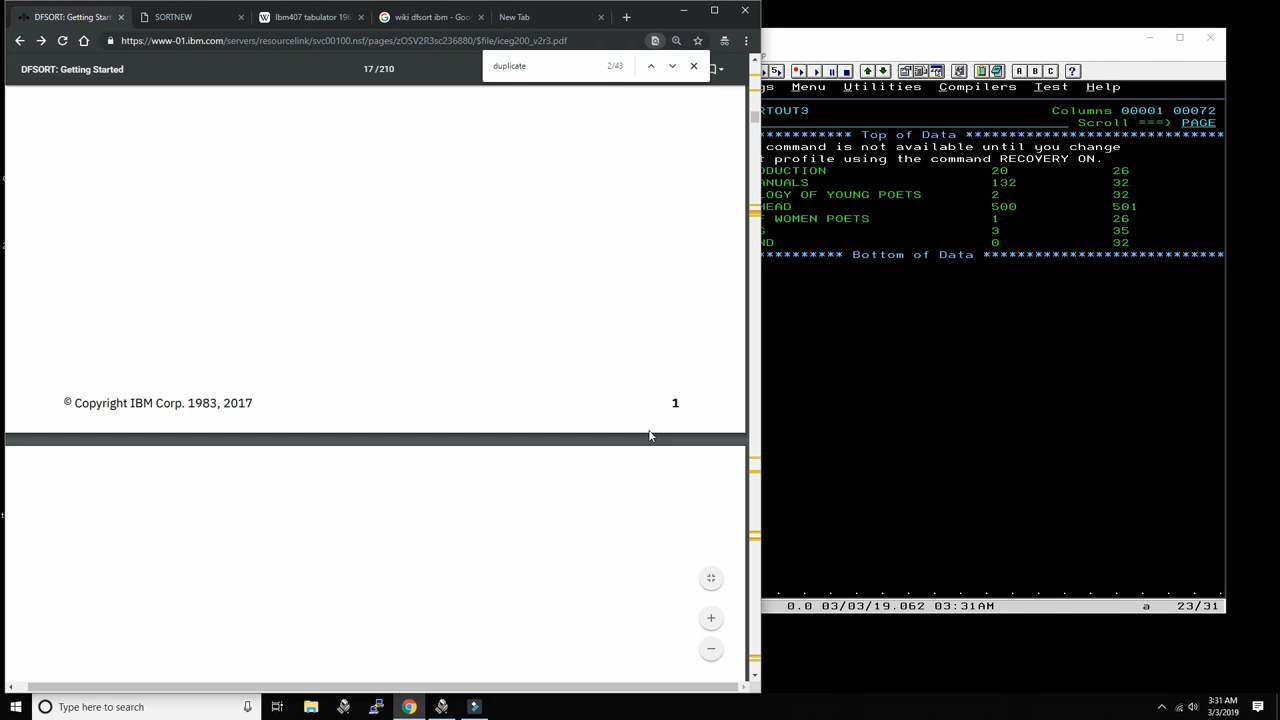 DFSORT: Getting Star
SORTNEW
Ibm407 tabulator 196
wiki dfsort ibm - Goo
New Tab
https://www-01.ibm.com/servers/resourcelink/svc00100.nsf/pages/zOSV2R3sc236880/$file/iceg200_v2r3.pdf
DFSORT: Getting Started
17 / 210
duplicate
2/43
© Copyright IBM Corp. 1983, 2017
1
gs Menu Utilities Compilers Test Help
RTOUT3 Columns 00001 00072
Scroll ===> PAGE
********* Top of Data ******************************
command is not available until you change
t profile using the command RECOVERY ON.
ODUCTION 20 26
ANUALS 132 32
LOGY OF YOUNG POETS 2 32
HEAD 500 501
F WOMEN POETS 1 26
G 3 35
ND 0 32
******** Bottom of Data ****************************
0.0 03/03/19.062 03:31AM a 23/31
Type here to search
3:31 AM
3/3/2019